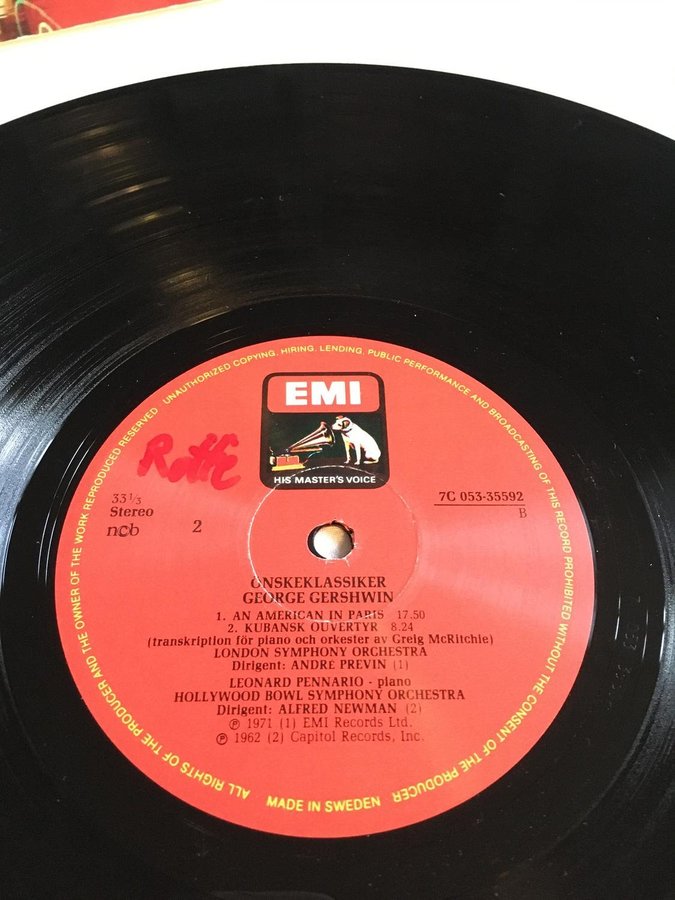 UNAUTHORIZED COPYING, HIRING, LENDING, PUBLIC PERFORMANCE AND BROADCASTING OF THIS RECORD PROHIBITED WITHOUT THE CONSENT OF THE PRODUCER
ALL RIGHTS OF THE PRODUCER AND THE OWNER OF THE WORK REPRODUCED RESERVED
EMI
HIS MASTER'S VOICE
33⅓
Stereo
ncb
2
7C 053-35592
B
ÖNSKEKLASSIKER
GEORGE GERSHWIN
1. AN AMERICAN IN PARIS 17.50
2. KUBANSK OUVERTYR 8.24
(transkription för piano och orkester av Greig McRitchie)
LONDON SYMPHONY ORCHESTRA
Dirigent: ANDRÉ PREVIN (1)
LEONARD PENNARIO - piano
HOLLYWOOD BOWL SYMPHONY ORCHESTRA
Dirigent: ALFRED NEWMAN (2)
℗ 1971 (1) EMI Records Ltd.
℗ 1962 (2) Capitol Records, Inc.
MADE IN SWEDEN